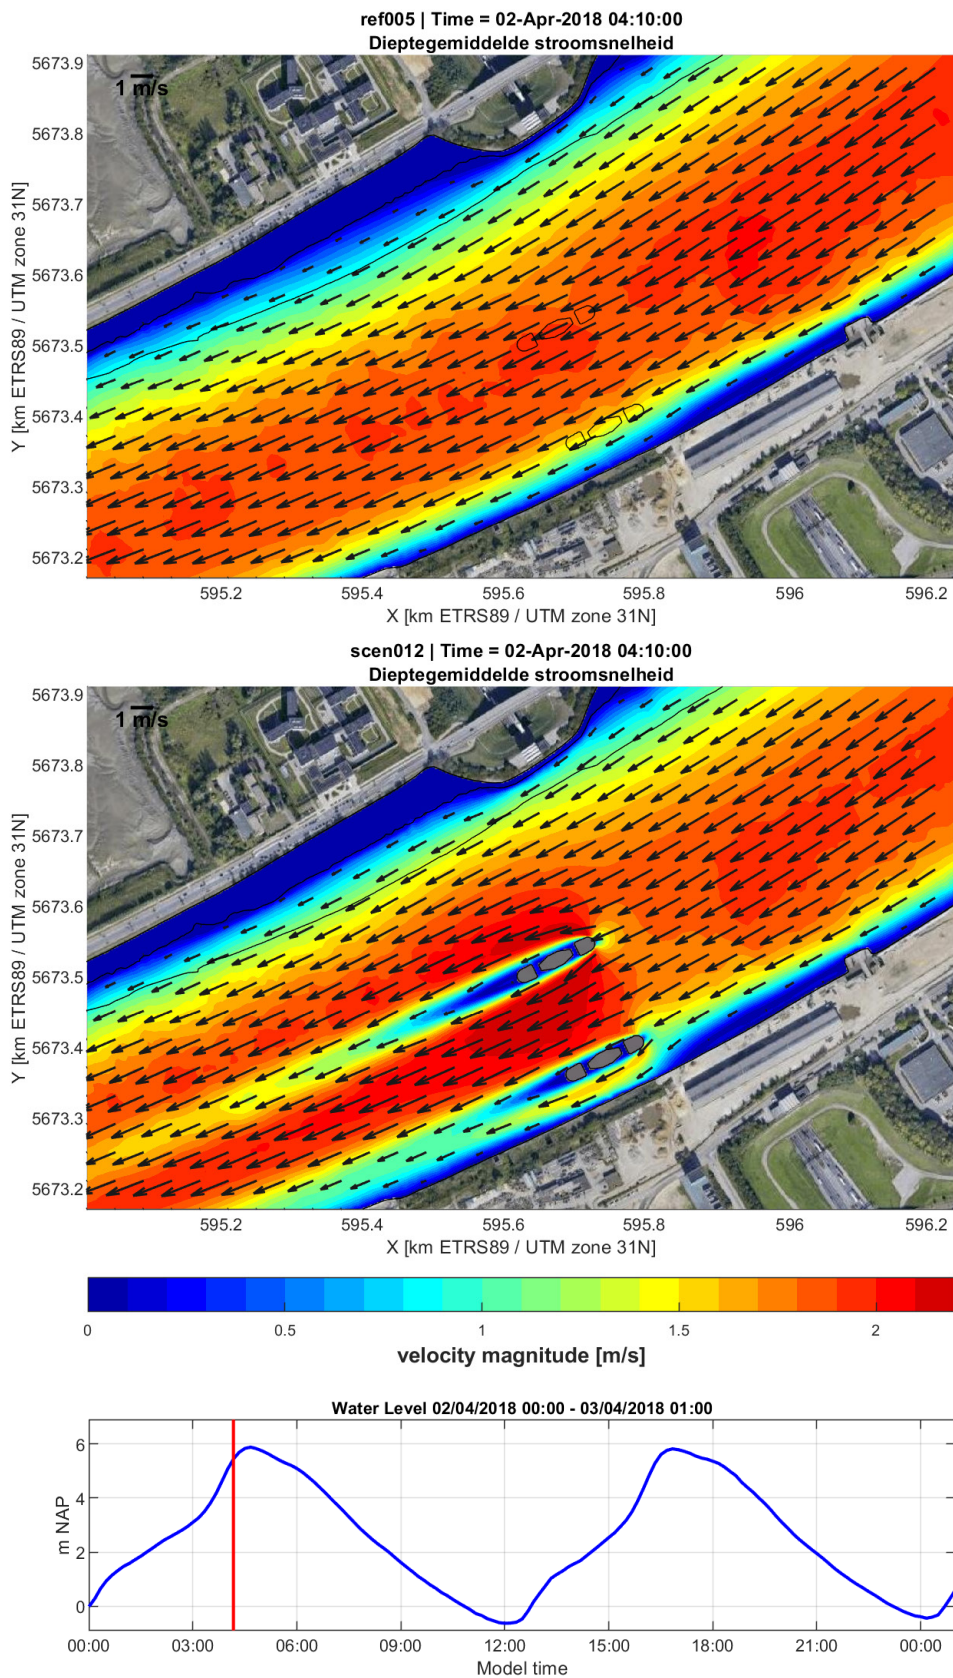 ref005 | Time = 02-Apr-2018 04:10:00
Dieptegemiddelde stroomsnelheid
1 m/s
5673.9
5673.8
5673.7
5673.6
5673.5
5673.4
5673.3
5673.2
Y [km ETRS89 / UTM zone 31N]
595.2 595.4 595.6 595.8 596 596.2
X [km ETRS89 / UTM zone 31N]
scen012 | Time = 02-Apr-2018 04:10:00
Dieptegemiddelde stroomsnelheid
1 m/s
5673.9
5673.8
5673.7
5673.6
5673.5
5673.4
5673.3
5673.2
Y [km ETRS89 / UTM zone 31N]
595.2 595.4 595.6 595.8 596 596.2
X [km ETRS89 / UTM zone 31N]
0 0.5 1 1.5 2
velocity magnitude [m/s]
Water Level 02/04/2018 00:00 - 03/04/2018 01:00
6
4
2
0
m NAP
00:00 03:00 06:00 09:00 12:00 15:00 18:00 21:00 00:00
Model time